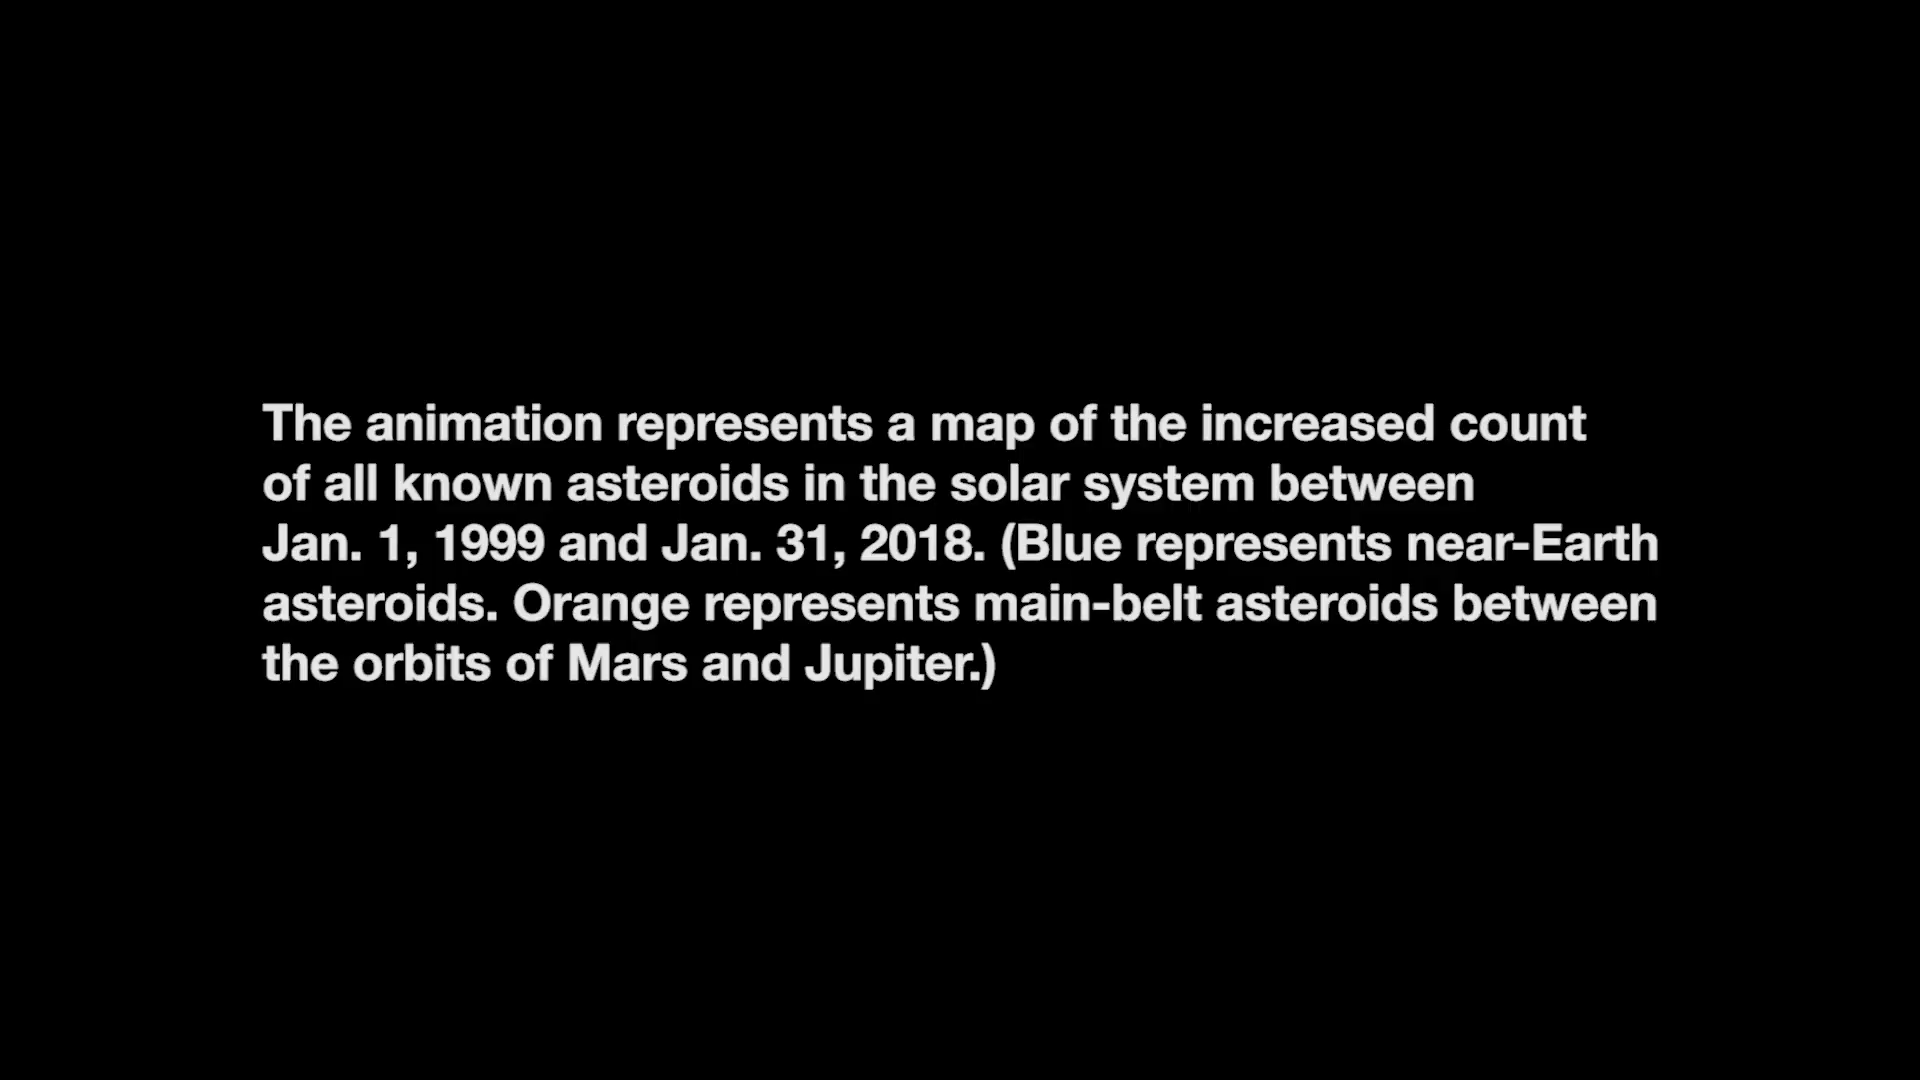 The animation represents a map of the increased count
of all known asteroids in the solar system between
Jan. 1, 1999 and Jan. 31, 2018. (Blue represents near-Earth
asteroids. Orange represents main-belt asteroids between
the orbits of Mars and Jupiter.)